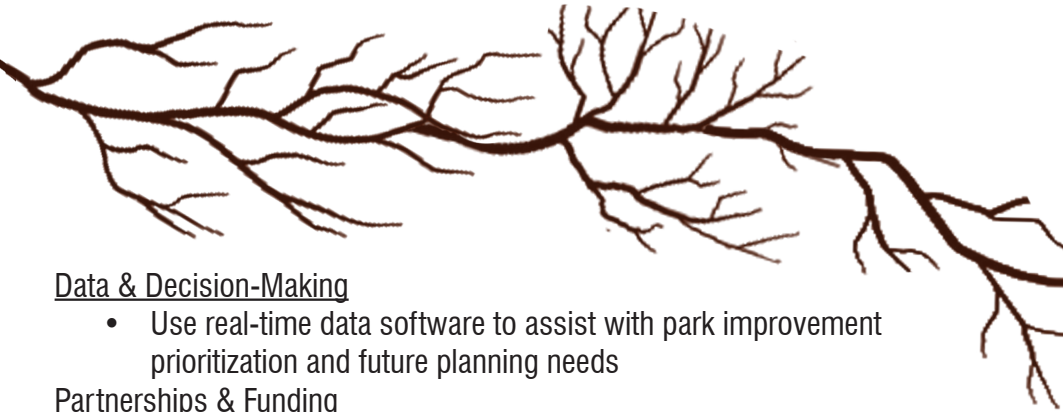 Data & Decision-Making
• Use real-time data software to assist with park improvement
prioritization and future planning needs
Partnerships & Funding